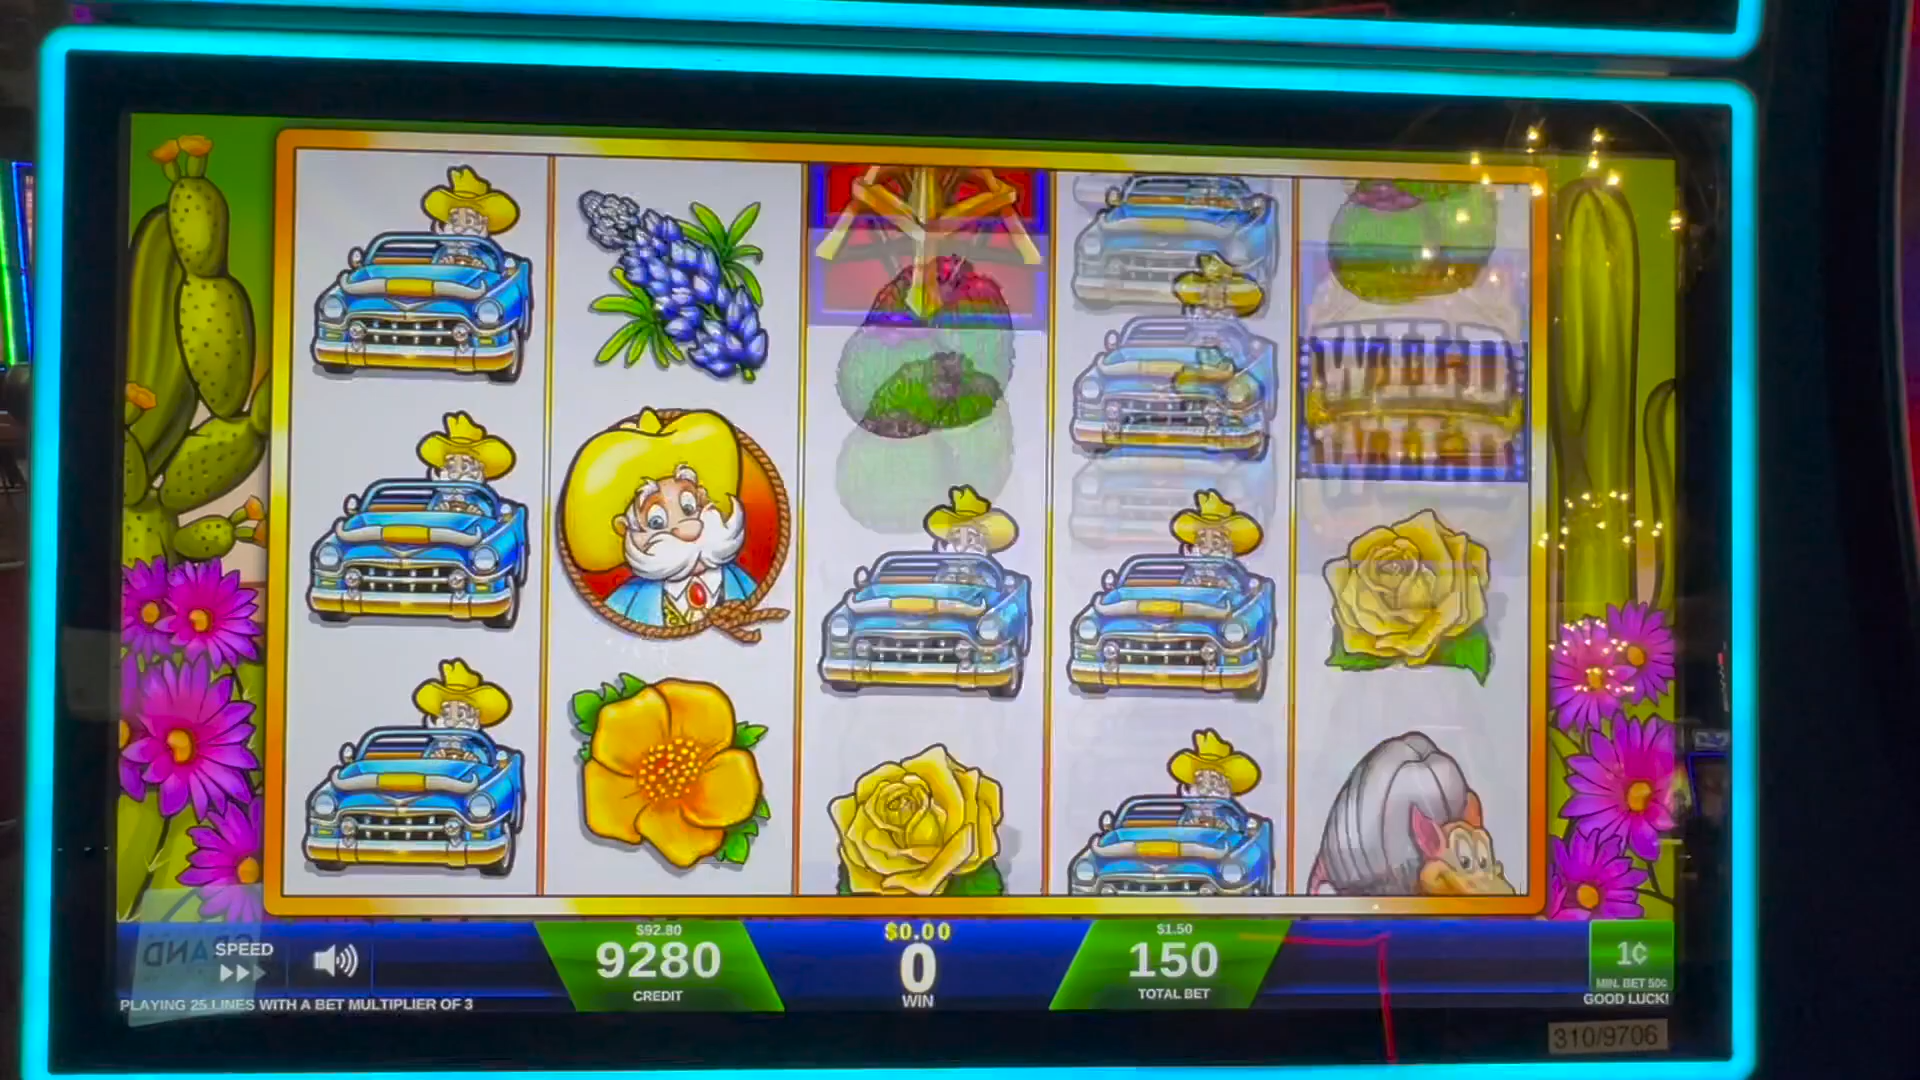 WILD
$92.80
9280
CREDIT
$0.00
0
WIN
$1.50
150
TOTAL BET
SPEED
1¢
MIN. BET 50¢
PLAYING 25 LINES WITH A BET MULTIPLIER OF 3
GOOD LUCK!
310/9706
GRAND